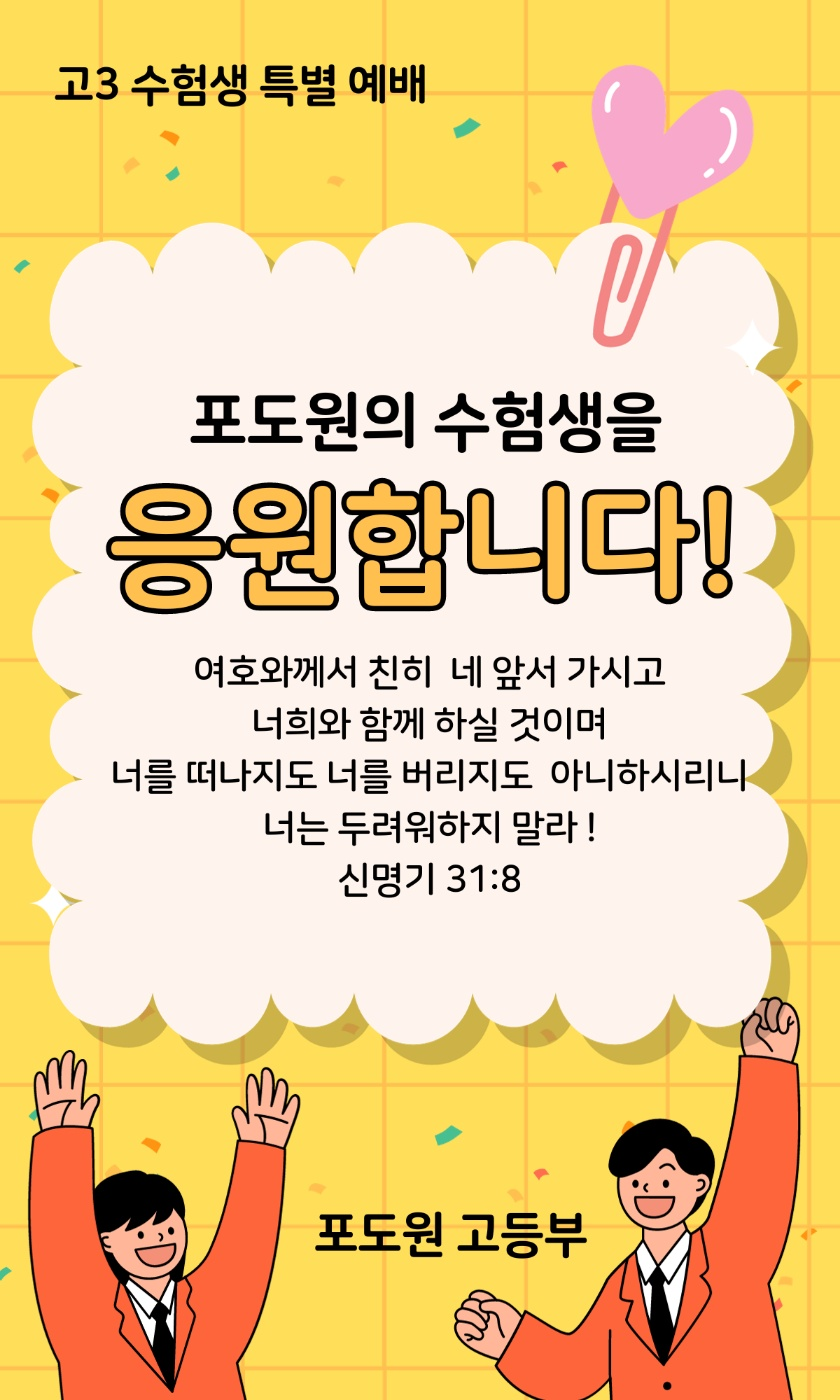 고3 수험생 특별 예배
포도원의 수험생을
응원합니다!
여호와께서 친히 네 앞서 가시고
너희와 함께 하실 것이며
너를 떠나지도 너를 버리지도 아니하시리니
너는 두려워하지 말라 !
신명기 31:8
포도원 고등부